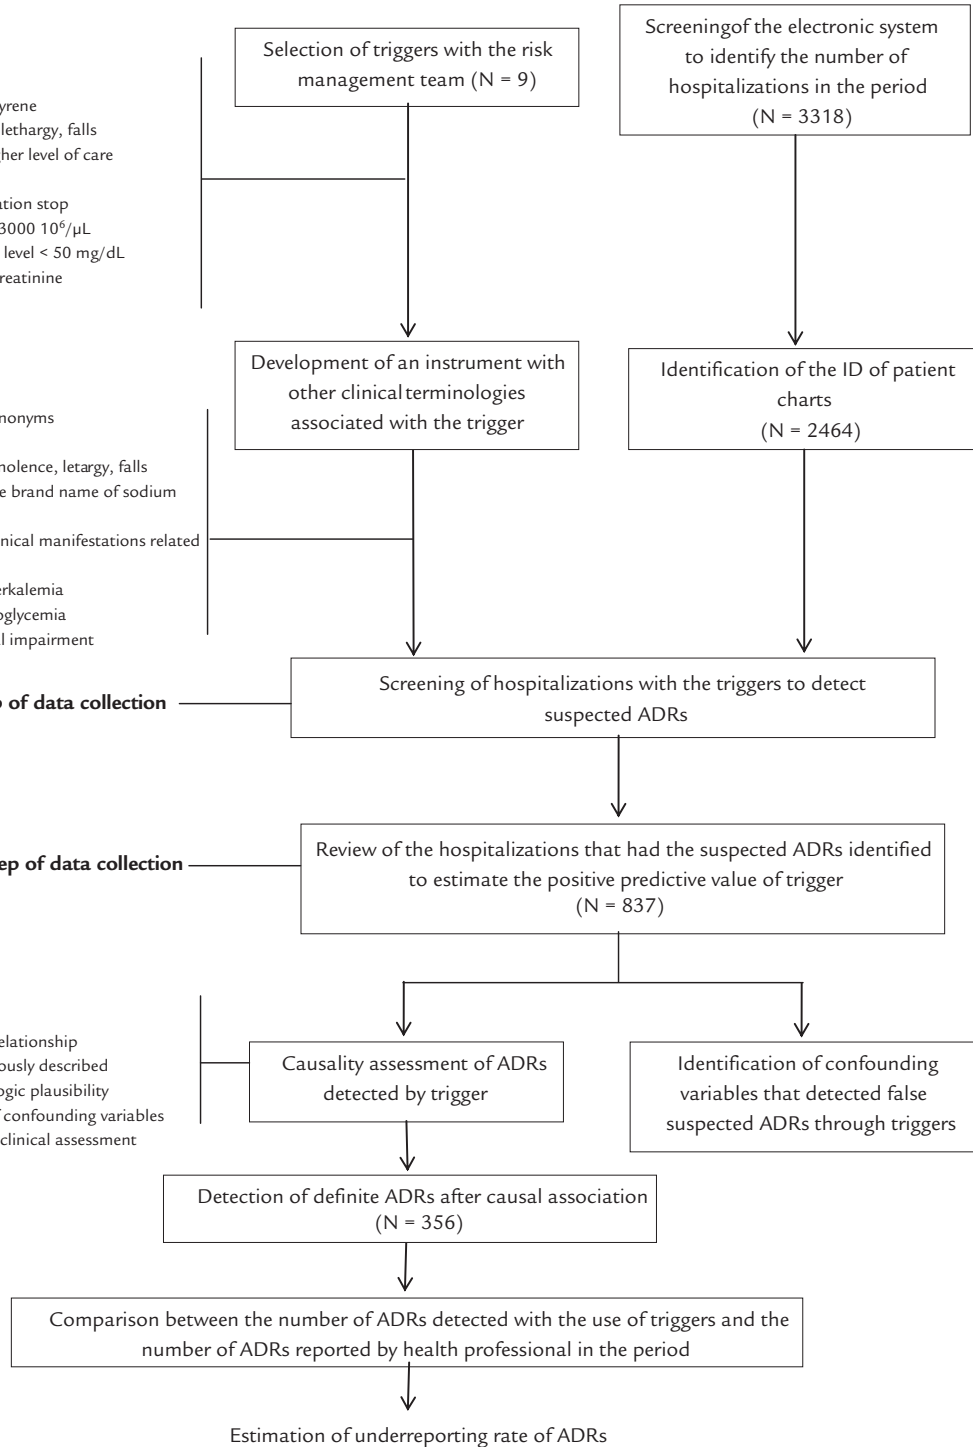 Selection of triggers with the risk
management team (N = 9)
Screeningof the electronic system
to identify the number of
hospitalizations in the period
(N = 3318)
yrene
lethargy, falls
gher level of care
ation stop
3000 10⁶/µL
level < 50 mg/dL
reatinine
Development of an instrument with
other clinical terminologies
associated with the trigger
Identification of the ID of patient
charts
(N = 2464)
nonyms
nolence, letargy, falls
e brand name of sodium
nical manifestations related
erkalemia
oglycemia
al impairment
Screening of hospitalizations with the triggers to detect
suspected ADRs
p of data collection
Review of the hospitalizations that had the suspected ADRs identified
to estimate the positive predictive value of trigger
(N = 837)
ep of data collection
elationship
ously described
ogic plausibility
f confounding variables
clinical assessment
Causality assessment of ADRs
detected by trigger
Identification of confounding
variables that detected false
suspected ADRs through triggers
Detection of definite ADRs after causal association
(N = 356)
Comparison between the number of ADRs detected with the use of triggers and the
number of ADRs reported by health professional in the period
Estimation of underreporting rate of ADRs